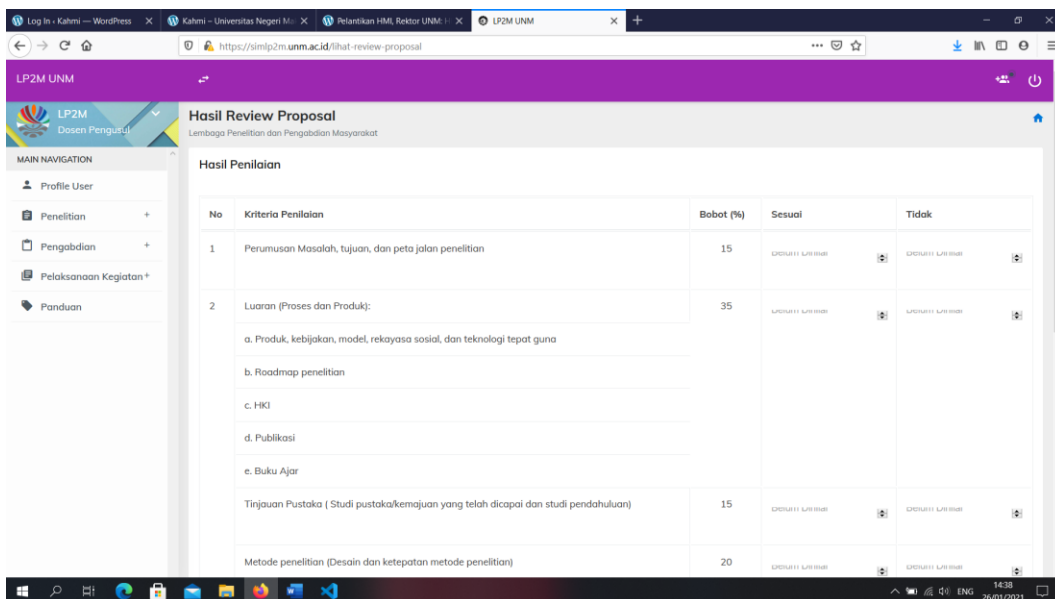 Log In ‹ Kahmi — WordPress
Kahmi – Universitas Negeri Ma
Pelantikan HMI, Rektor UNM: H
LP2M UNM
https://simlp2m.unm.ac.id/lihat-review-proposal
LP2M UNM
LP2M
Dosen Pengusul
Hasil Review Proposal
Lembaga Penelitian dan Pengabdian Masyarakat
MAIN NAVIGATION
Profile User
Penelitian +
Pengabdian +
Pelaksanaan Kegiatan +
Panduan
Hasil Penilaian
No Kriteria Penilaian Bobot (%) Sesuai Tidak
1 Perumusan Masalah, tujuan, dan peta jalan penelitian 15 Belum Dinilai Belum Dinilai
2 Luaran (Proses dan Produk): 35 Belum Dinilai Belum Dinilai
a. Produk, kebijakan, model, rekayasa sosial, dan teknologi tepat guna
b. Roadmap penelitian
c. HKI
d. Publikasi
e. Buku Ajar
Tinjauan Pustaka ( Studi pustaka/kemajuan yang telah dicapai dan studi pendahuluan) 15 Belum Dinilai Belum Dinilai
Metode penelitian (Desain dan ketepatan metode penelitian) 20 Belum Dinilai Belum Dinilai
ENG
14:38
26/01/2021